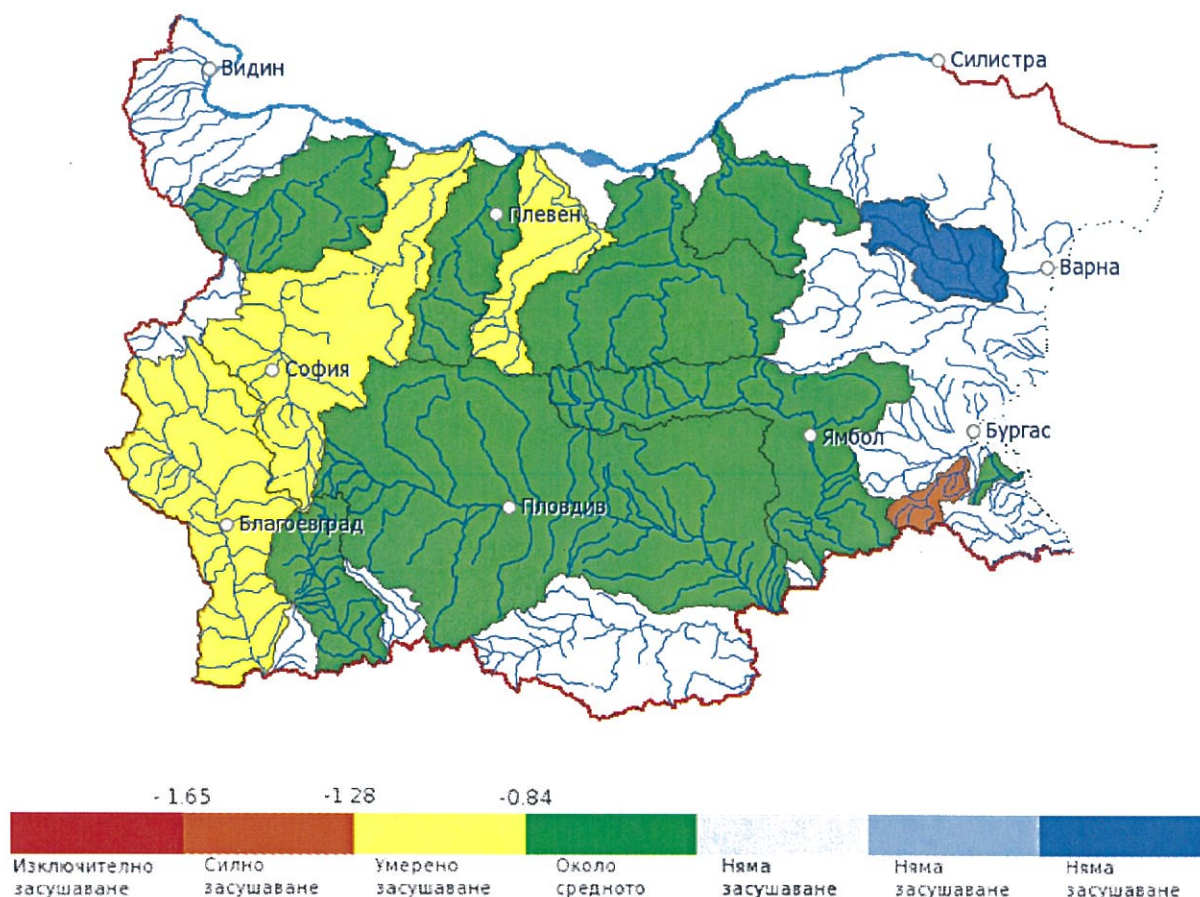 Видин
Силистра
Плевен
Варна
София
Ямбол
Бургас
Пловдив
Благоевград
- 1.65 -1 28 -0.84
Изключително Силно Умерено Около Няма Няма Няма
засушаване засушаване засушаване средното засушаване засушаване засушаване